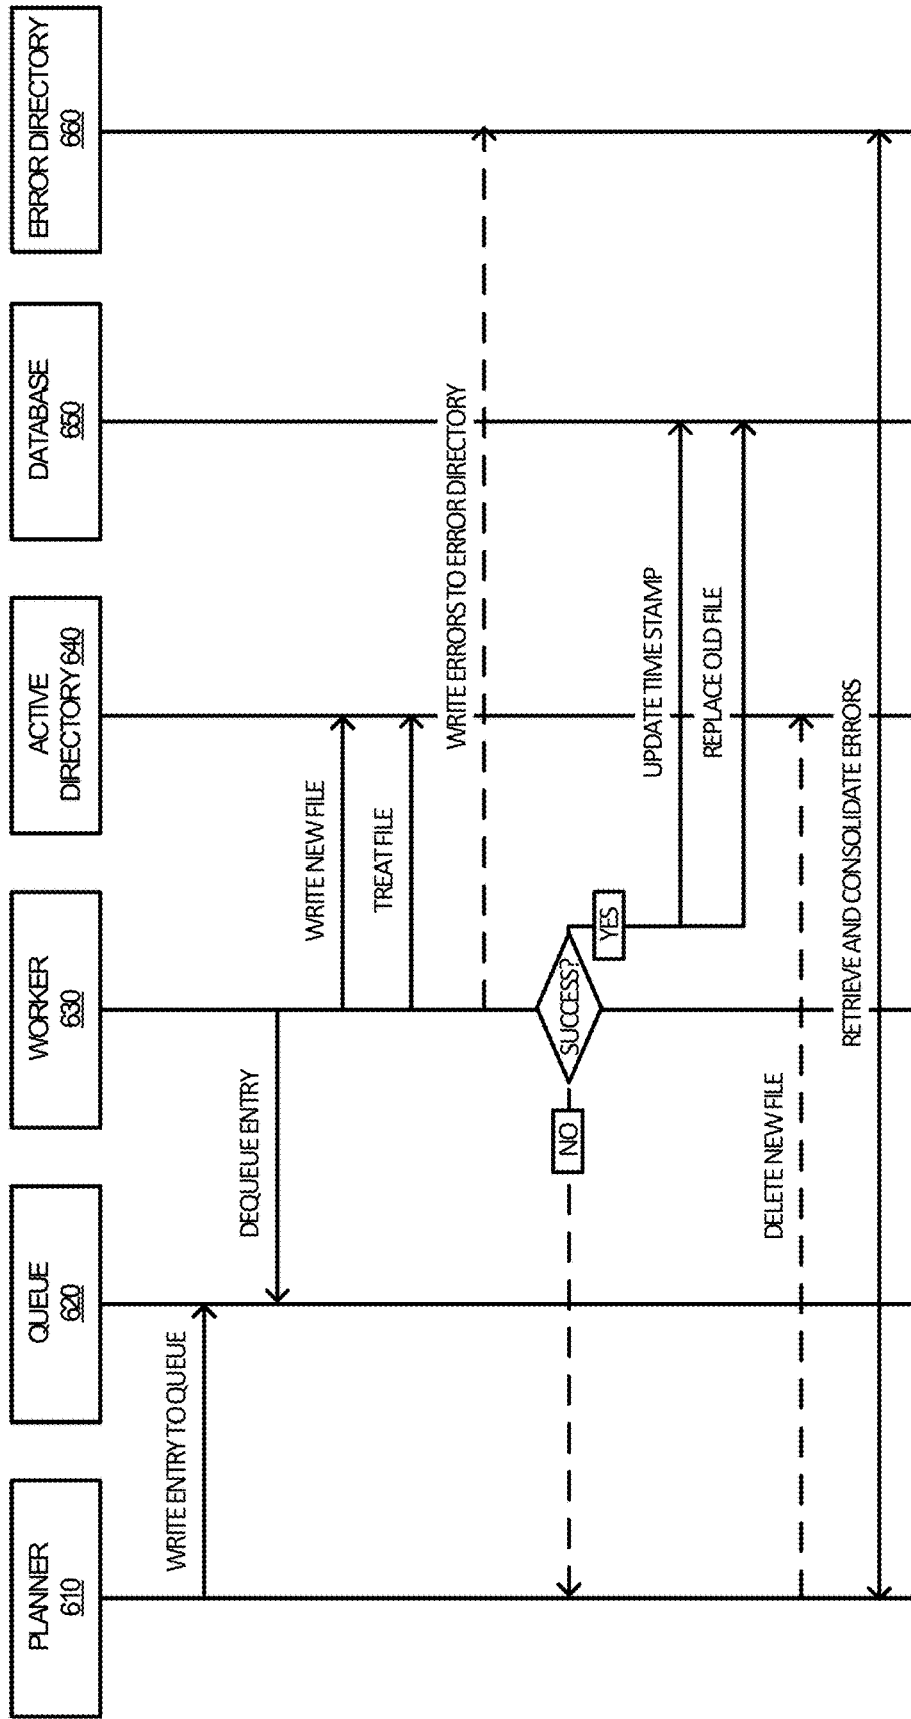 PLANNER
610
QUEUE
620
WORKER
630
ACTIVE
DIRECTORY 640
DATABASE
650
ERROR DIRECTORY
660
WRITE ENTRY TO QUEUE
DEQUEUE ENTRY
WRITE NEW FILE
TREAT FILE
WRITE ERRORS TO ERROR DIRECTORY
NO
SUCCESS?
YES
UPDATE TIME STAMP
REPLACE OLD FILE
DELETE NEW FILE
RETRIEVE AND CONSOLIDATE ERRORS